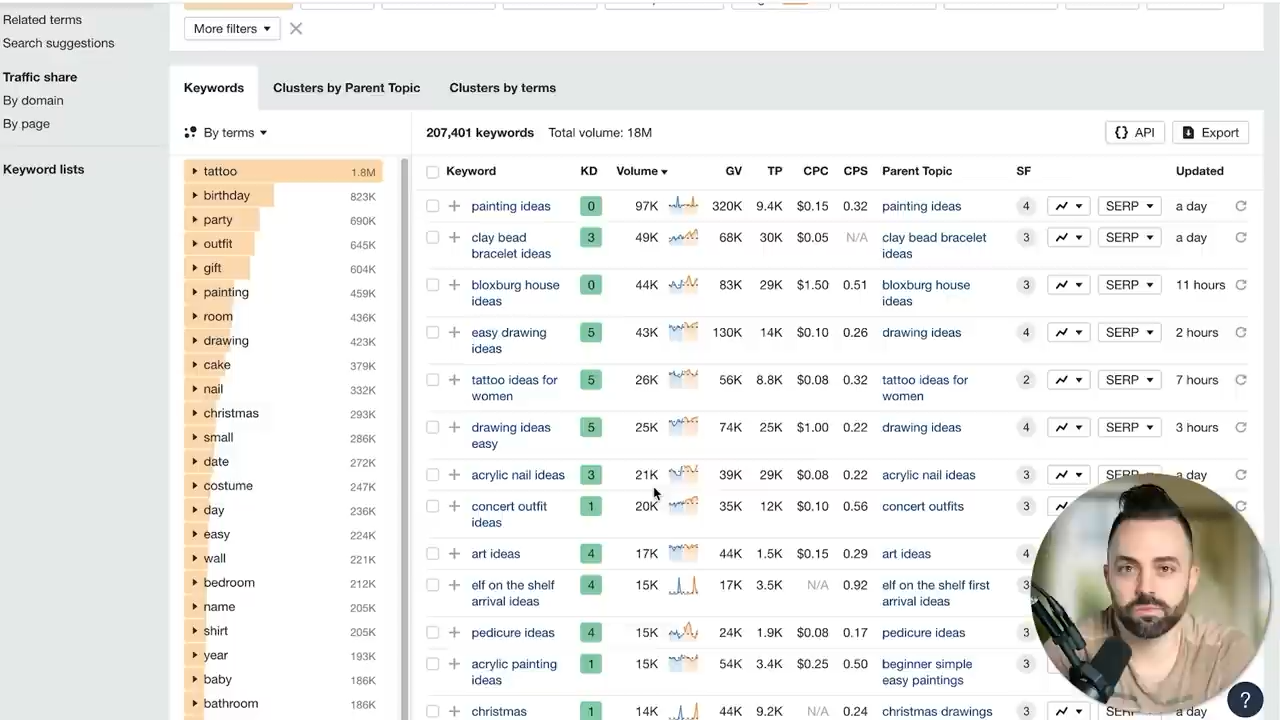 Related terms
Search suggestions
Traffic share
By domain
By page
Keyword lists
More filters
Keywords Clusters by Parent Topic Clusters by terms
By terms
tattoo 1.8M
birthday 823K
party 690K
outfit 645K
gift 604K
painting 459K
room 436K
drawing 423K
cake 379K
nail 332K
christmas 293K
small 286K
date 272K
costume 247K
day 236K
easy 224K
wall 221K
bedroom 212K
name 205K
shirt 205K
year 193K
baby 186K
bathroom 186K
207,401 keywords Total volume: 18M
{} API Export
Keyword KD Volume GV TP CPC CPS Parent Topic SF Updated
painting ideas 0 97K 320K 9.4K $0.15 0.32 painting ideas 4 SERP a day
clay bead 3 49K 68K 30K $0.05 N/A clay bead bracelet 3 SERP a day
bracelet ideas ideas
bloxburg house 0 44K 83K 29K $1.50 0.51 bloxburg house 3 SERP 11 hours
ideas ideas
easy drawing 5 43K 130K 14K $0.10 0.26 drawing ideas 4 SERP 2 hours
ideas
tattoo ideas for 5 26K 56K 8.8K $0.08 0.32 tattoo ideas for 2 SERP 7 hours
women women
drawing ideas 5 25K 74K 25K $1.00 0.22 drawing ideas 4 SERP 3 hours
easy
acrylic nail ideas 3 21K 39K 29K $0.08 0.22 acrylic nail ideas 3 SERP a day
concert outfit 1 20K 35K 12K $0.10 0.56 concert outfits 3
ideas
art ideas 4 17K 44K 1.5K $0.15 0.29 art ideas 4
elf on the shelf 4 15K 17K 3.5K N/A 0.92 elf on the shelf first 3
arrival ideas arrival ideas
pedicure ideas 4 15K 24K 1.9K $0.08 0.17 pedicure ideas 3
acrylic painting 1 15K 54K 3.4K $0.25 0.50 beginner simple 3
ideas easy paintings
christmas 1 14K 44K 9.2K N/A 0.24 christmas drawings 3 SERP a day
?